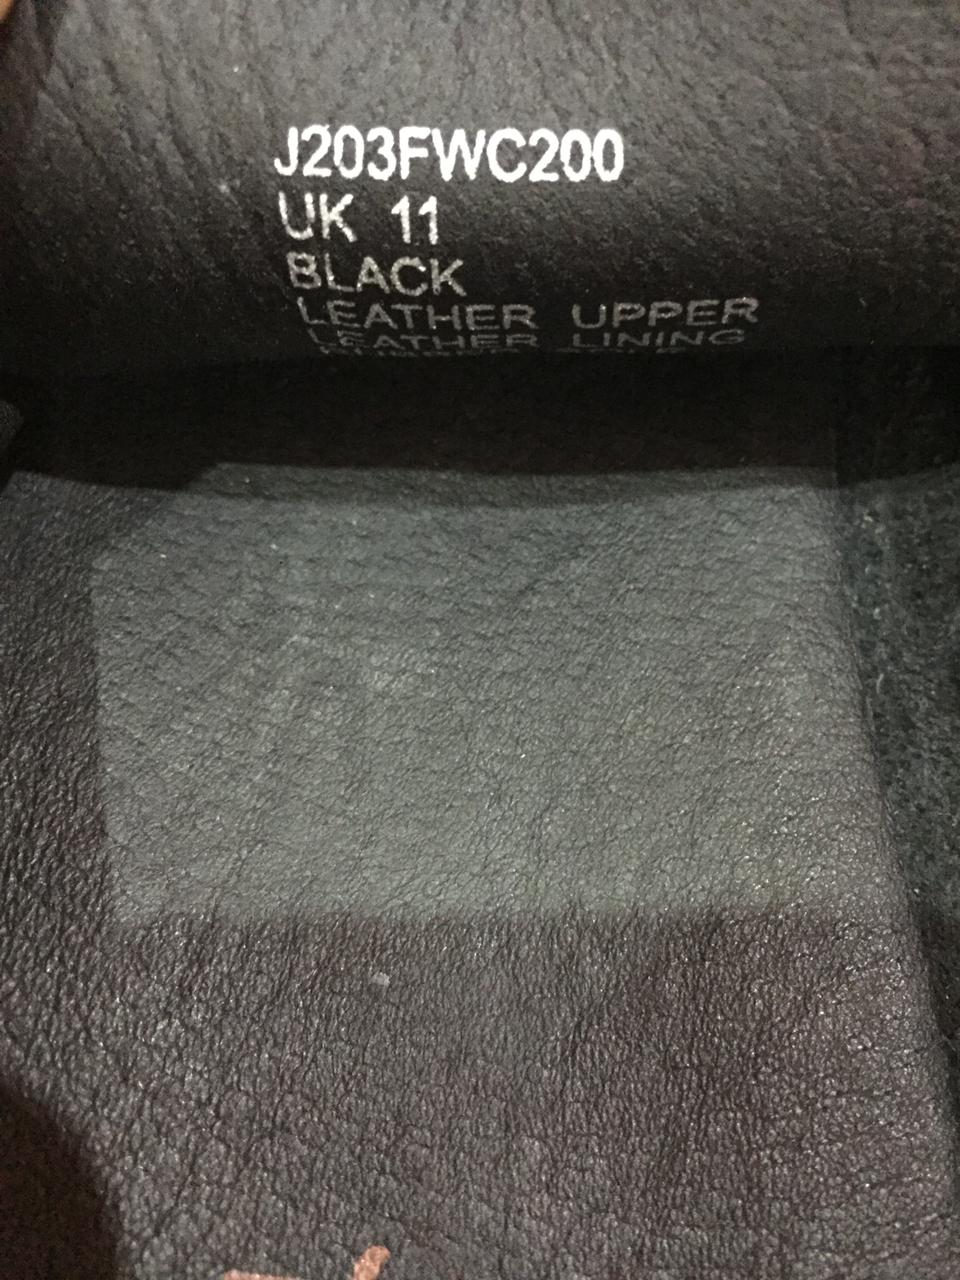 J203FWC200
UK 11
BLACK
LEATHER UPPER
LEATHER LINING